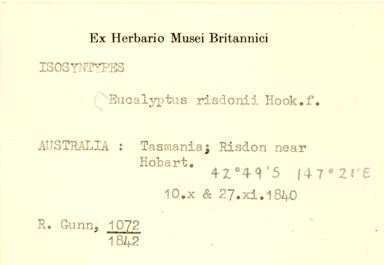 Ex Herbario Musei Britannici
ISOSYNTYPES
(Eucalyptus risdonii Hook.f.
AUSTRALIA : Tasmania; Risdon near
Hobart. 42°49'S 147°21'E
10.x & 27.xi.1840
R. Gunn, 1072
1842